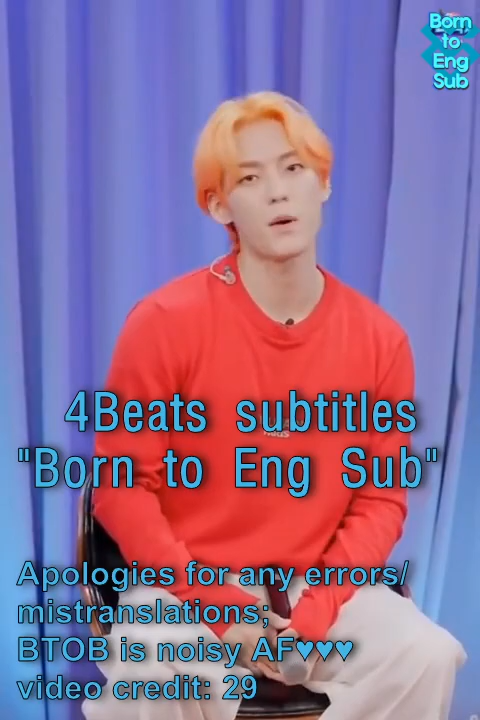 Born
to
Eng
Sub
4Beats subtitles
"Born to Eng Sub"
Apologies for any errors/
mistranslations;
BTOB is noisy AF♥♥♥
video credit: 29